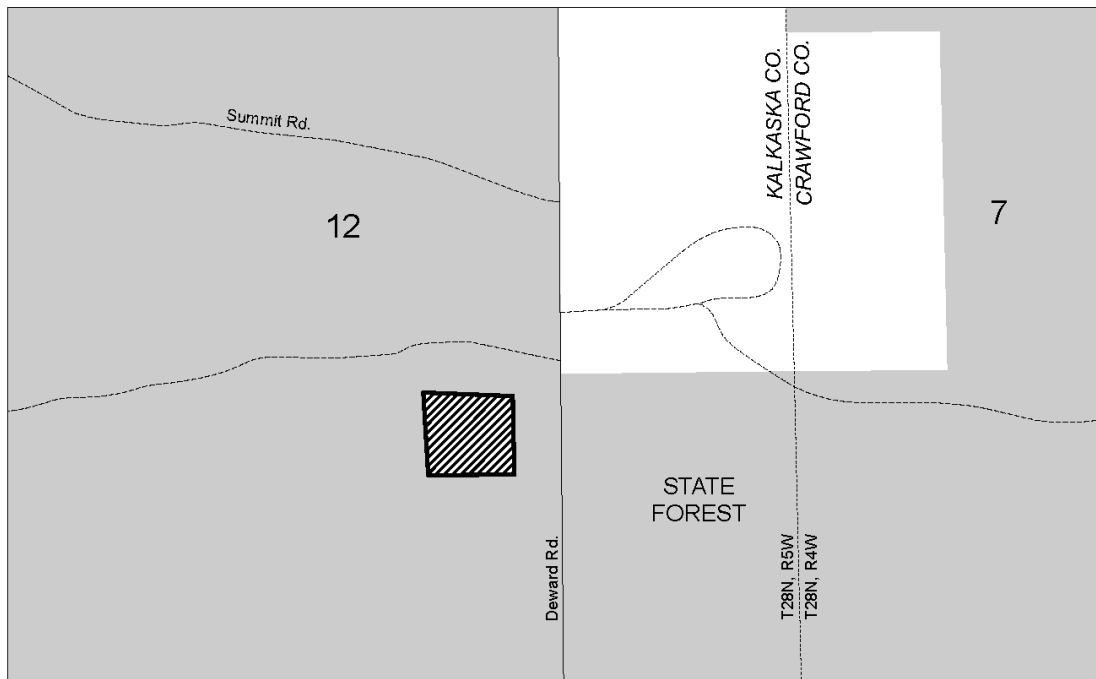 Summit Rd.
12
KALKASKA CO.
CRAWFORD CO.
7
STATE
FOREST
Deward Rd.
T28N, R5W
T28N, R4W